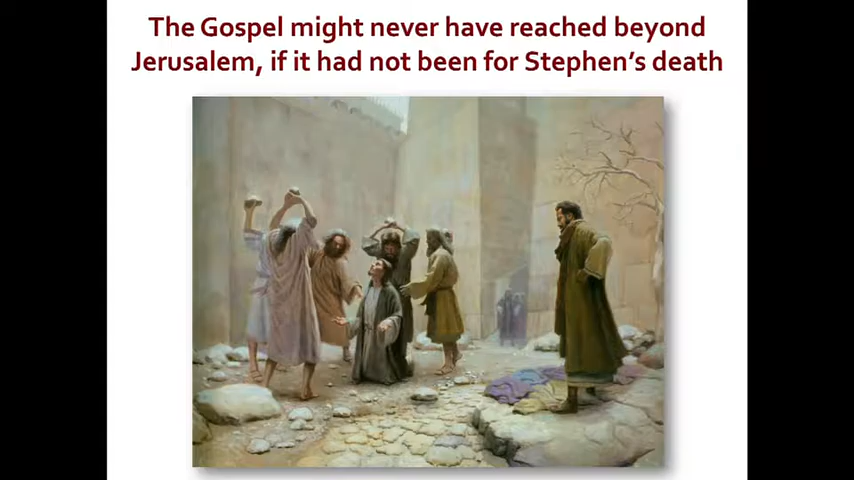 The Gospel might never have reached beyond
Jerusalem, if it had not been for Stephen’s death